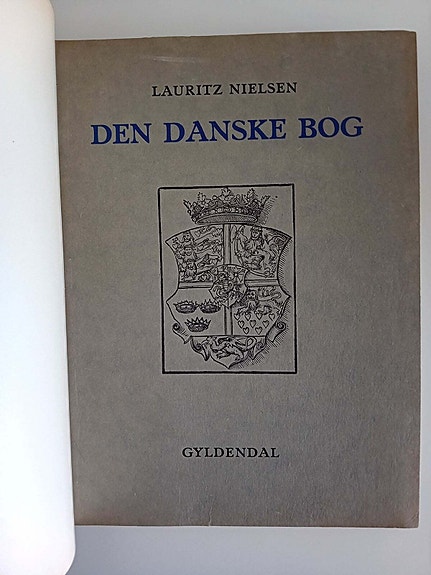 LAURITZ NIELSEN
DEN DANSKE BOG
GYLDENDAL